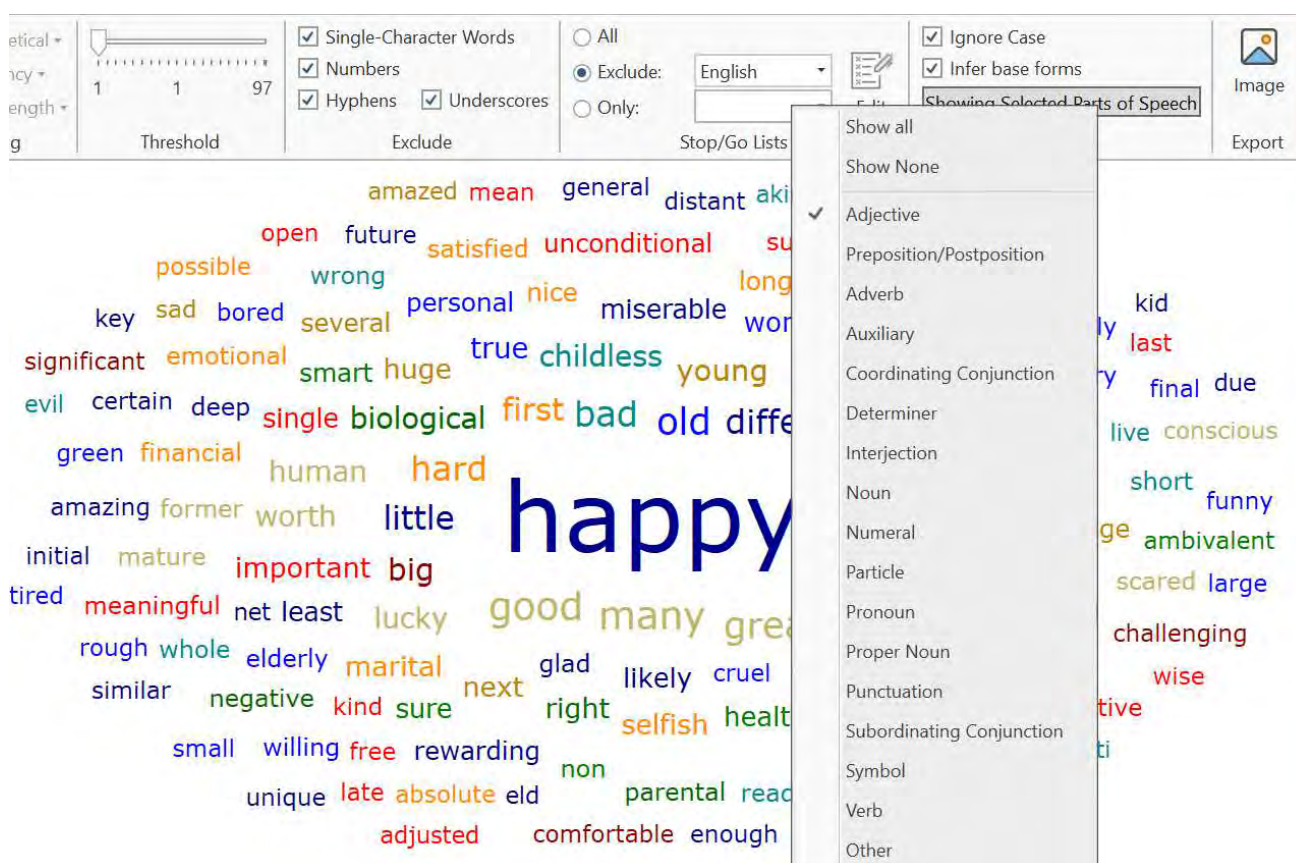 Single-Character Words
All
Ignore Case
Numbers
Exclude: English
Infer base forms
1 1 97
Hyphens Underscores
Only:
Showing Selected Parts of Speech
Image
Threshold
Exclude
Stop/Go Lists
Export
Show all
Show None
Adjective
Preposition/Postposition
Adverb
Auxiliary
Coordinating Conjunction
Determiner
Interjection
Noun
Numeral
Particle
Pronoun
Proper Noun
Punctuation
Subordinating Conjunction
Symbol
Verb
Other
amazed mean general distant
open future satisfied unconditional
possible wrong
key sad bored several personal nice miserable kid
significant emotional smart huge true childless young last
evil certain deep single biological first bad old final due
green financial human hard live conscious
amazing former worth little happy short funny
initial mature important big ambivalent
tired meaningful net least lucky good many scared large
rough whole elderly marital glad likely cruel challenging
similar negative kind sure next right selfish wise
small willing free rewarding non
unique late absolute eld parental
adjusted comfortable enough